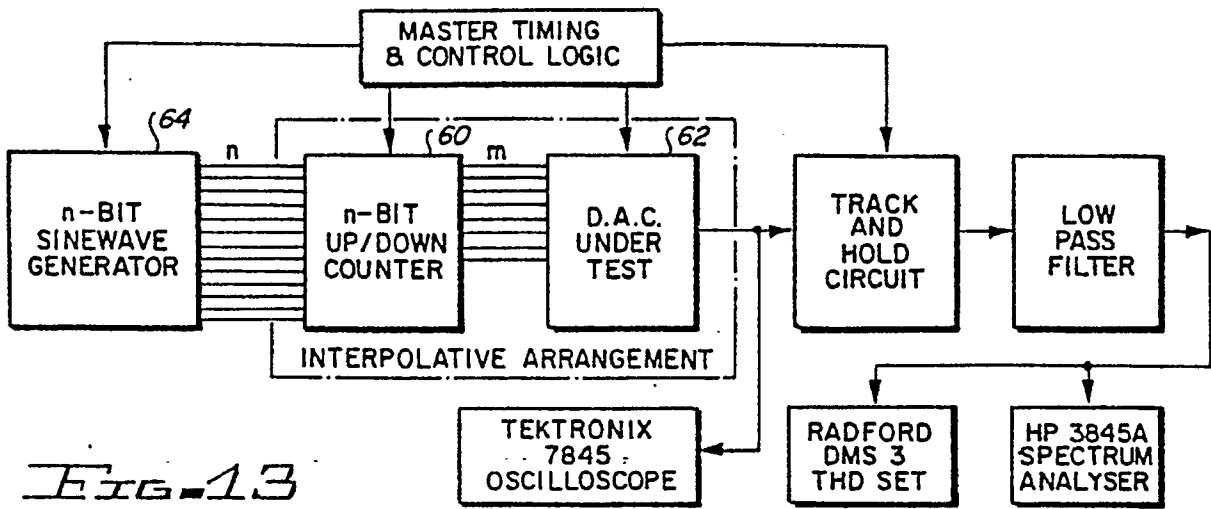 MASTER TIMING
& CONTROL LOGIC
64
n
60
m
62
n-BIT
SINEWAVE
GENERATOR
n-BIT
UP/DOWN
COUNTER
D.A.C.
UNDER
TEST
TRACK
AND
HOLD
CIRCUIT
LOW
PASS
FILTER
INTERPOLATIVE ARRANGEMENT
TEKTRONIX
7845
OSCILLOSCOPE
RADFORD
DMS 3
THD SET
HP 3845A
SPECTRUM
ANALYSER
FIG-13